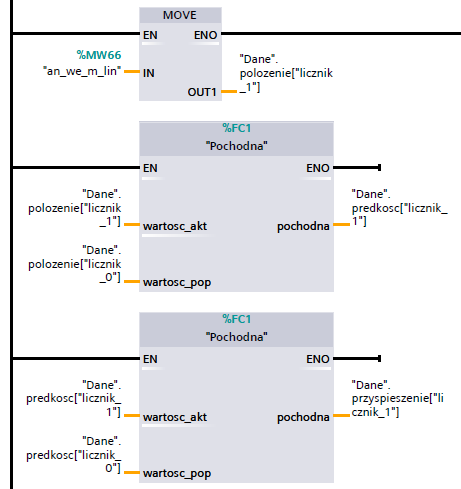 MOVE
EN ENO
%MW66
"an_we_m_lin" IN
"Dane".
polozenie["licznik
_1"]
OUT1
%FC1
"Pochodna"
EN ENO
"Dane".
polozenie["licznik
_1"]
wartosc_akt
"Dane".
predkosc["licznik_
1"]
pochodna
"Dane".
polozenie["licznik
_0"]
wartosc_pop
%FC1
"Pochodna"
EN ENO
"Dane".
predkosc["licznik_
1"]
wartosc_akt
"Dane".
przyspieszenie["li
cznik_1"]
pochodna
"Dane".
predkosc["licznik_
0"]
wartosc_pop